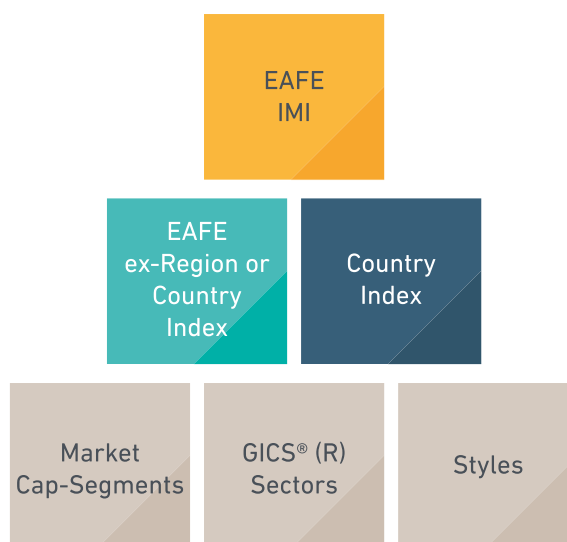 EAFE
IMI
EAFE
ex-Region or
Country
Index
Country
Index
Market
Cap-Segments
GICS® (R)
Sectors
Styles